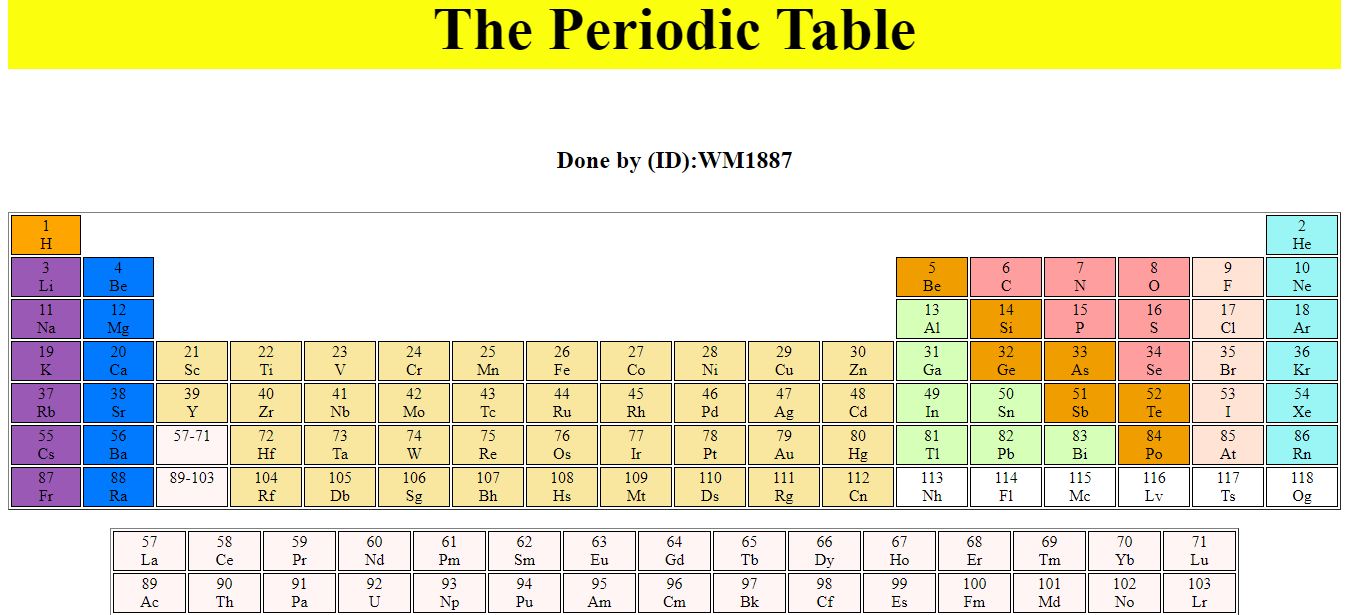 The Periodic Table
Done by (ID):WM1887
1 2
H He
3 4 5 6 7 8 9 10
Li Be Be C N O F Ne
11 12 13 14 15 16 17 18
Na Mg Al Si P S Cl Ar
19 20 21 22 23 24 25 26 27 28 29 30 31 32 33 34 35 36
K Ca Sc Ti V Cr Mn Fe Co Ni Cu Zn Ga Ge As Se Br Kr
37 38 39 40 41 42 43 44 45 46 47 48 49 50 51 52 53 54
Rb Sr Y Zr Nb Mo Tc Ru Rh Pd Ag Cd In Sn Sb Te I Xe
55 56 57-71 72 73 74 75 76 77 78 79 80 81 82 83 84 85 86
Cs Ba Hf Ta W Re Os Ir Pt Au Hg Tl Pb Bi Po At Rn
87 88 89-103 104 105 106 107 108 109 110 111 112 113 114 115 116 117 118
Fr Ra Rf Db Sg Bh Hs Mt Ds Rg Cn Nh Fl Mc Lv Ts Og
57 58 59 60 61 62 63 64 65 66 67 68 69 70 71
La Ce Pr Nd Pm Sm Eu Gd Tb Dy Ho Er Tm Yb Lu
89 90 91 92 93 94 95 96 97 98 99 100 101 102 103
Ac Th Pa U Np Pu Am Cm Bk Cf Es Fm Md No Lr